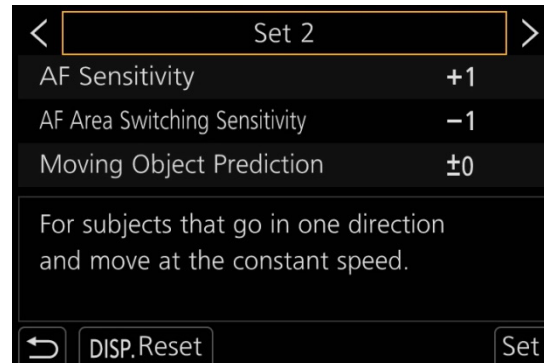 Set 2
AF Sensitivity +1
AF Area Switching Sensitivity −1
Moving Object Prediction ±0
For subjects that go in one direction
and move at the constant speed.
DISP. Reset Set